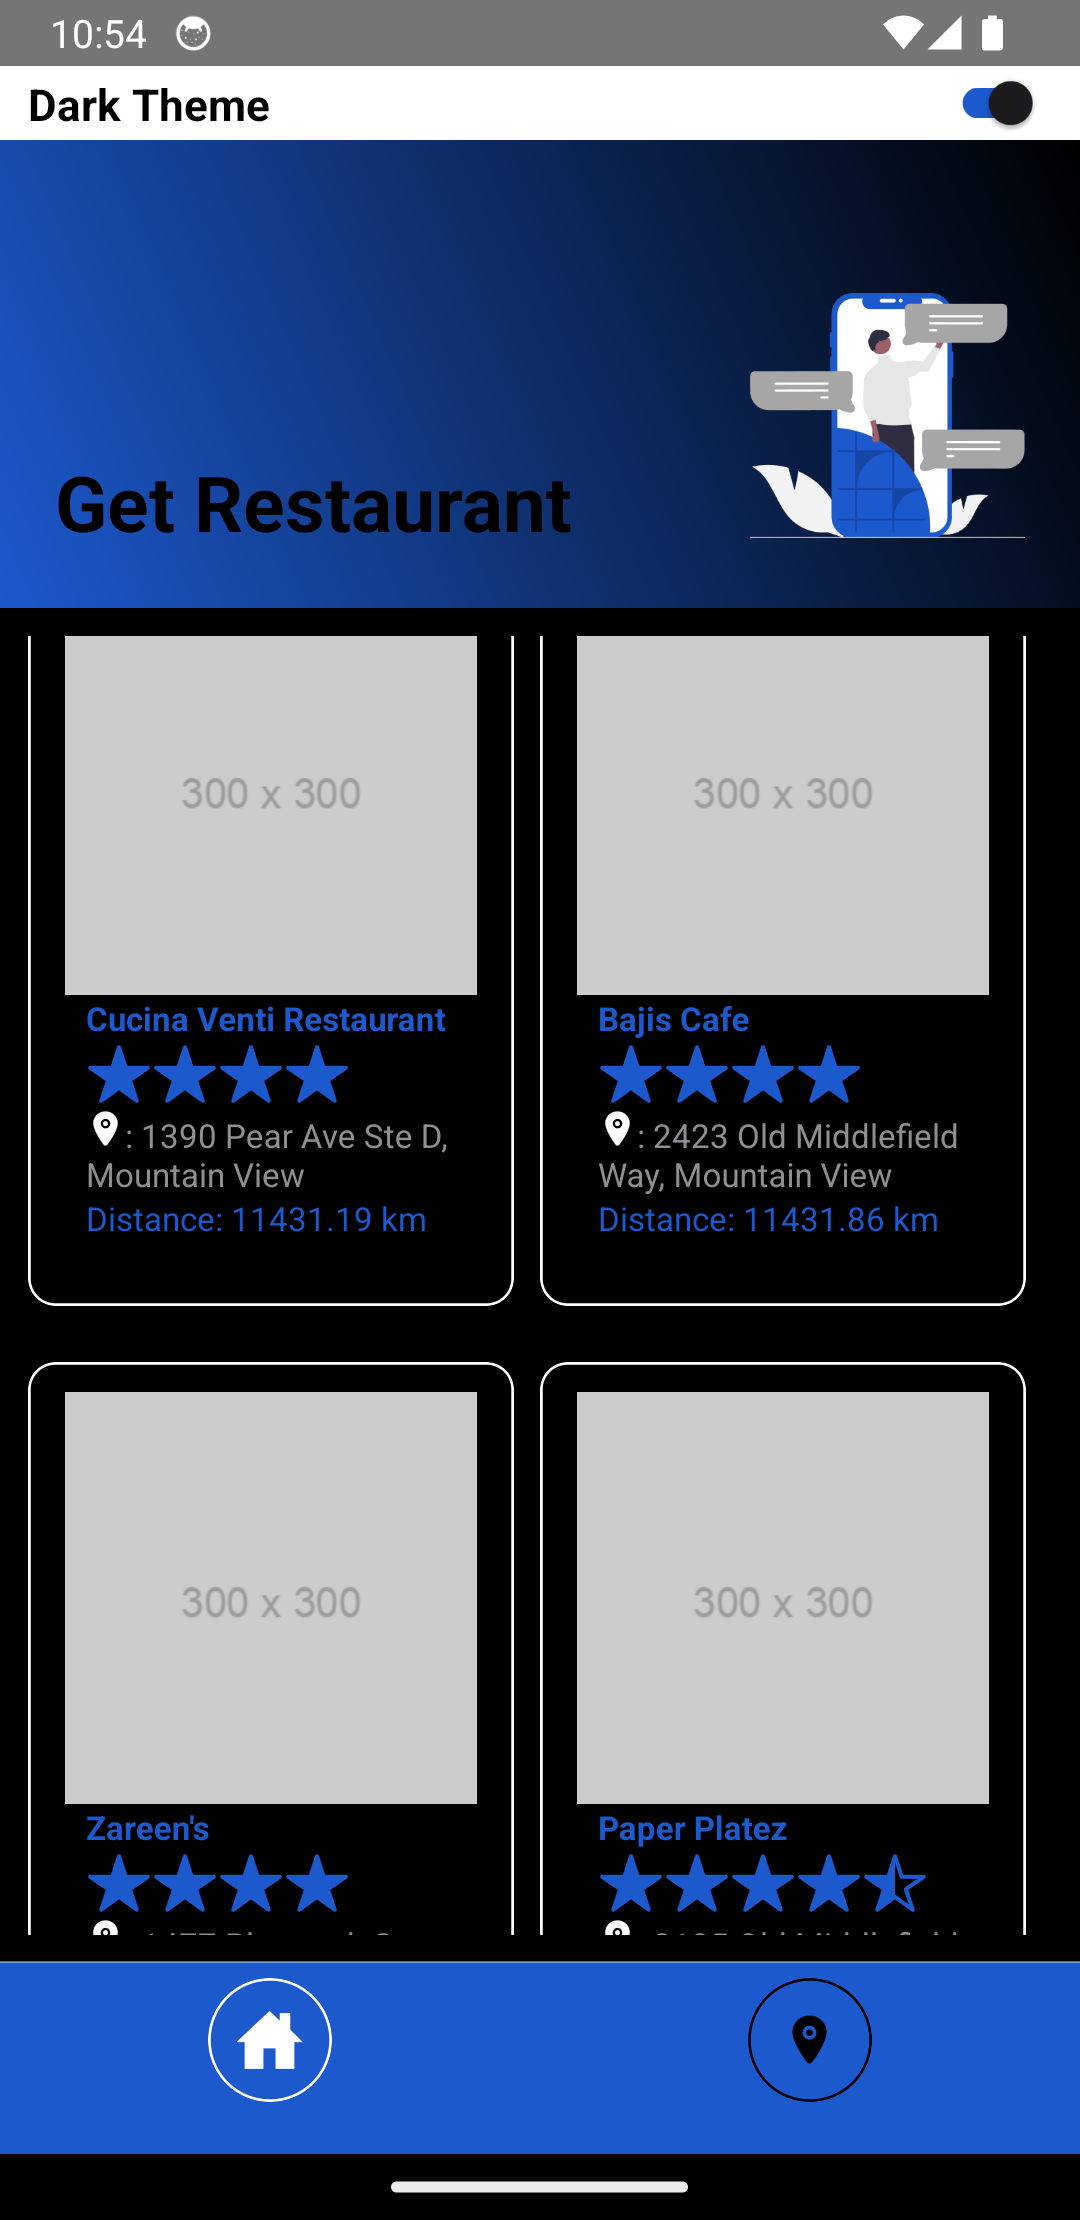 10:54
Dark Theme
Get Restaurant
300 x 300
300 x 300
Cucina Venti Restaurant
Bajis Cafe
: 1390 Pear Ave Ste D,
Mountain View
: 2423 Old Middlefield
Way, Mountain View
Distance: 11431.19 km
Distance: 11431.86 km
300 x 300
300 x 300
Zareen's
Paper Platez